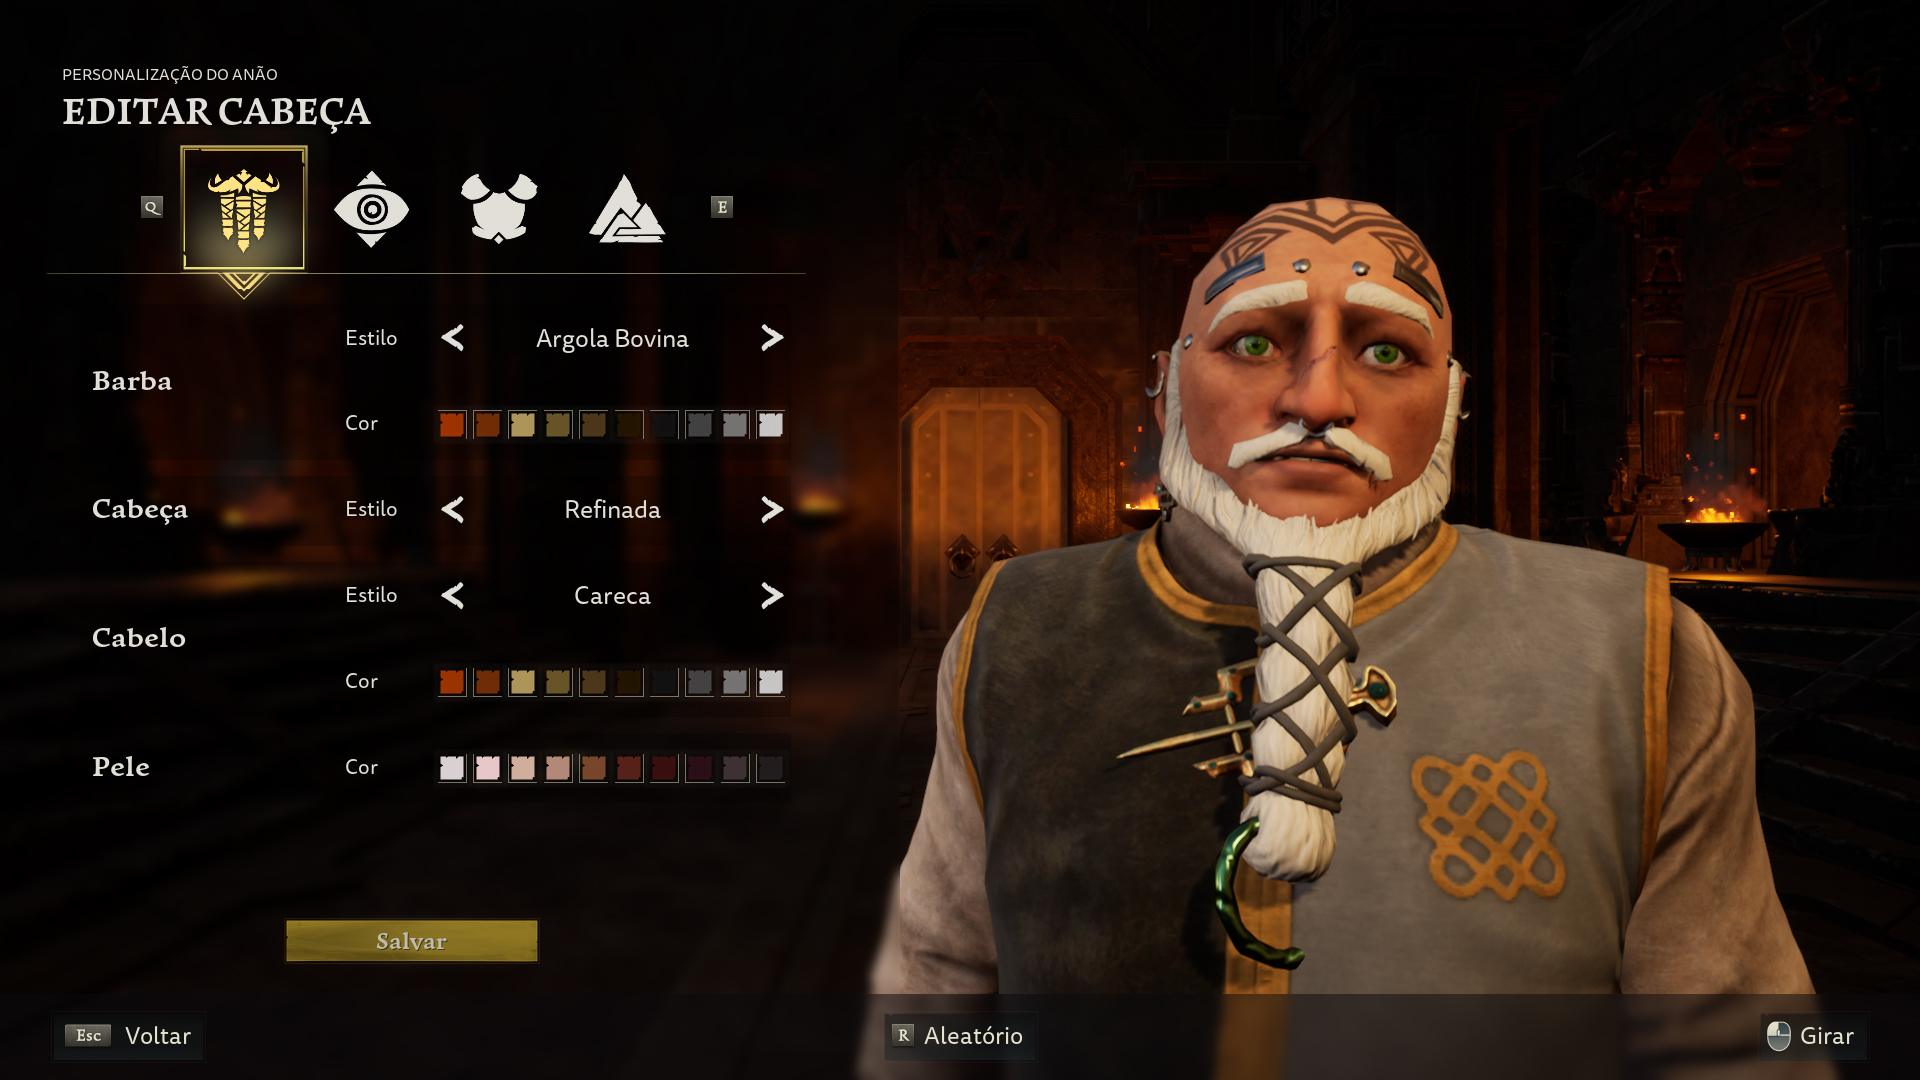 PERSONALIZAÇÃO DO ANÃO
EDITAR CABEÇA
Q
E
Barba
Estilo
Argola Bovina
Cor
Cabeça
Estilo
Refinada
Cabelo
Estilo
Careca
Cor
Pele
Cor
Salvar
Esc Voltar
R Aleatório
Girar